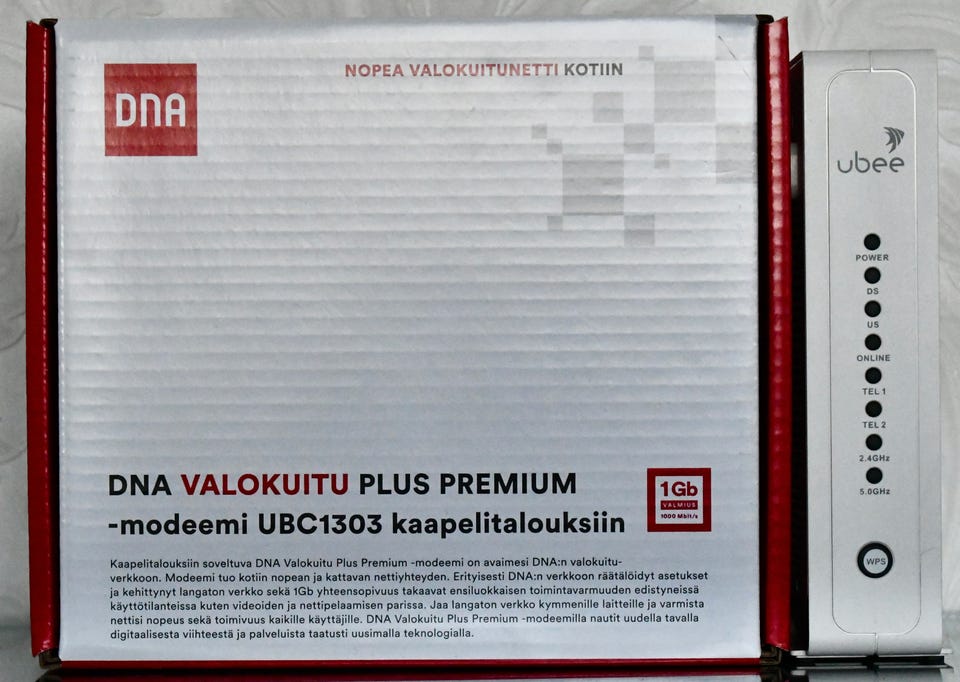 DNA
NOPEA VALOKUITUNETTI KOTIIN
DNA VALOKUITU PLUS PREMIUM
-modeemi UBC1303 kaapelitalouksiin
1Gb
VALMIUS
1000 Mbit/s
Kaapelitalouksiin soveltuva DNA Valokuitu Plus Premium -modeemi on avaimesi DNA:n valokuitu-
verkkoon. Modeemi tuo kotiin nopean ja kattavan nettiyhteyden. Erityisesti DNA:n verkkoon räätälöidyt asetukset
ja kehittynyt langaton verkko sekä 1Gb yhteensopivuus takaavat ensiluokkaisen toimintavarmuuden edistyneissä
käyttötilanteissa kuten videoiden ja nettipelaamisen parissa. Jaa langaton verkko kymmenille laitteille ja varmista
nettisi nopeus sekä toimivuus kaikille käyttäjille. DNA Valokuitu Plus Premium -modeemilla nautit uudella tavalla
digitaalisesta viihteestä ja palveluista taatusti uusimalla teknologialla.
ubee
POWER
DS
US
ONLINE
TEL 1
TEL 2
2.4GHz
5.0GHz
WPS